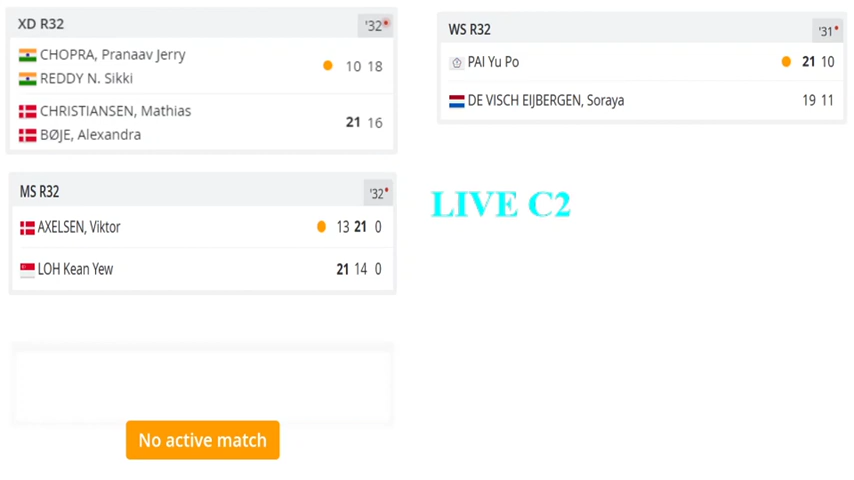 XD R32 '32
CHOPRA, Pranaav Jerry
REDDY N. Sikki
10 18
CHRISTIANSEN, Mathias
BØJE, Alexandra
21 16
WS R32 '31
PAI Yu Po 21 10
DE VISCH EIJBERGEN, Soraya 19 11
MS R32 '32
AXELSEN, Viktor 13 21 0
LOH Kean Yew 21 14 0
LIVE C2
No active match